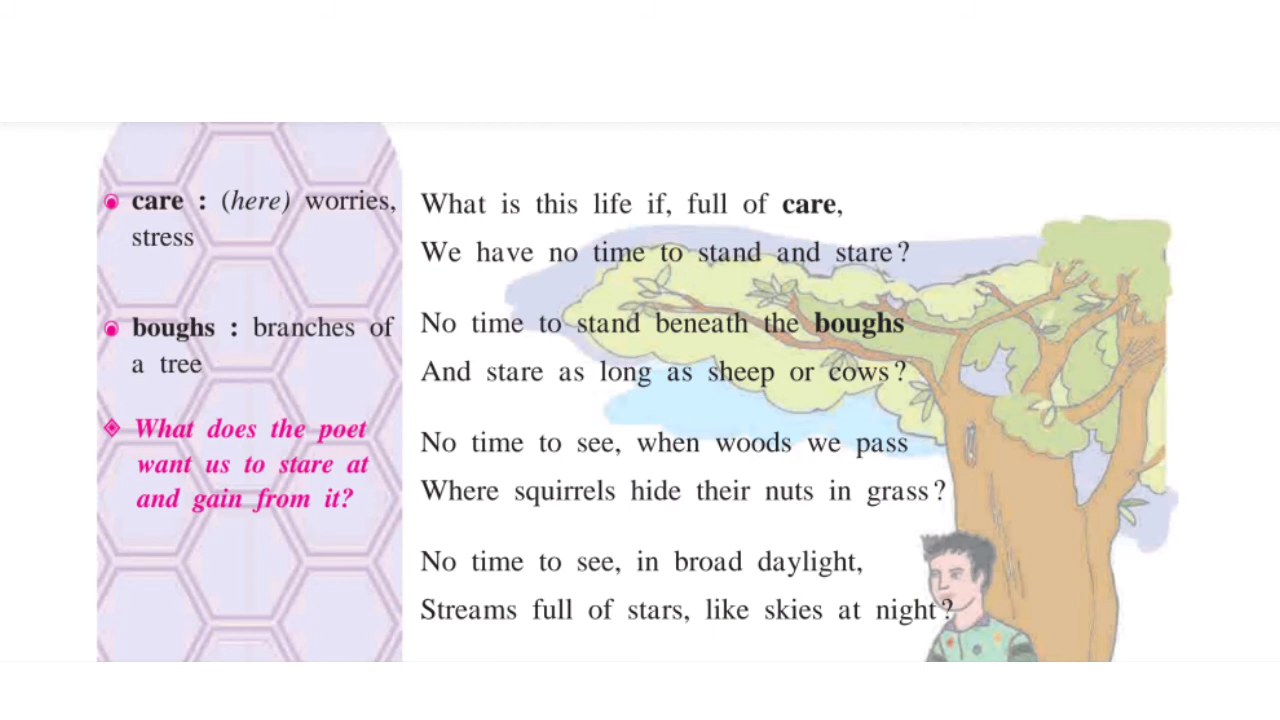 care : (here) worries,
stress
boughs : branches of
a tree
What does the poet
want us to stare at
and gain from it?
What is this life if, full of care,
We have no time to stand and stare?
No time to stand beneath the boughs
And stare as long as sheep or cows?
No time to see, when woods we pass
Where squirrels hide their nuts in grass?
No time to see, in broad daylight,
Streams full of stars, like skies at night?